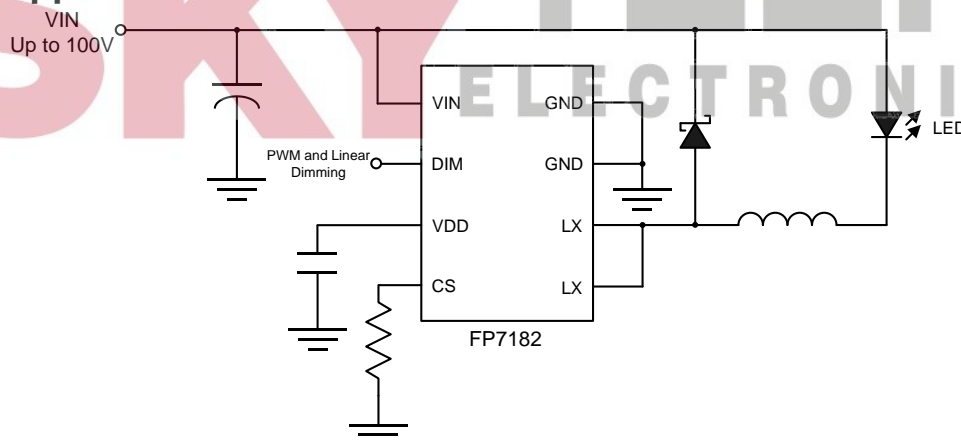 VIN
Up to 100V
SKY
ELECTRONI
VIN
GND
PWM and Linear
Dimming
DIM
GND
VDD
LX
CS
LX
FP7182
LED